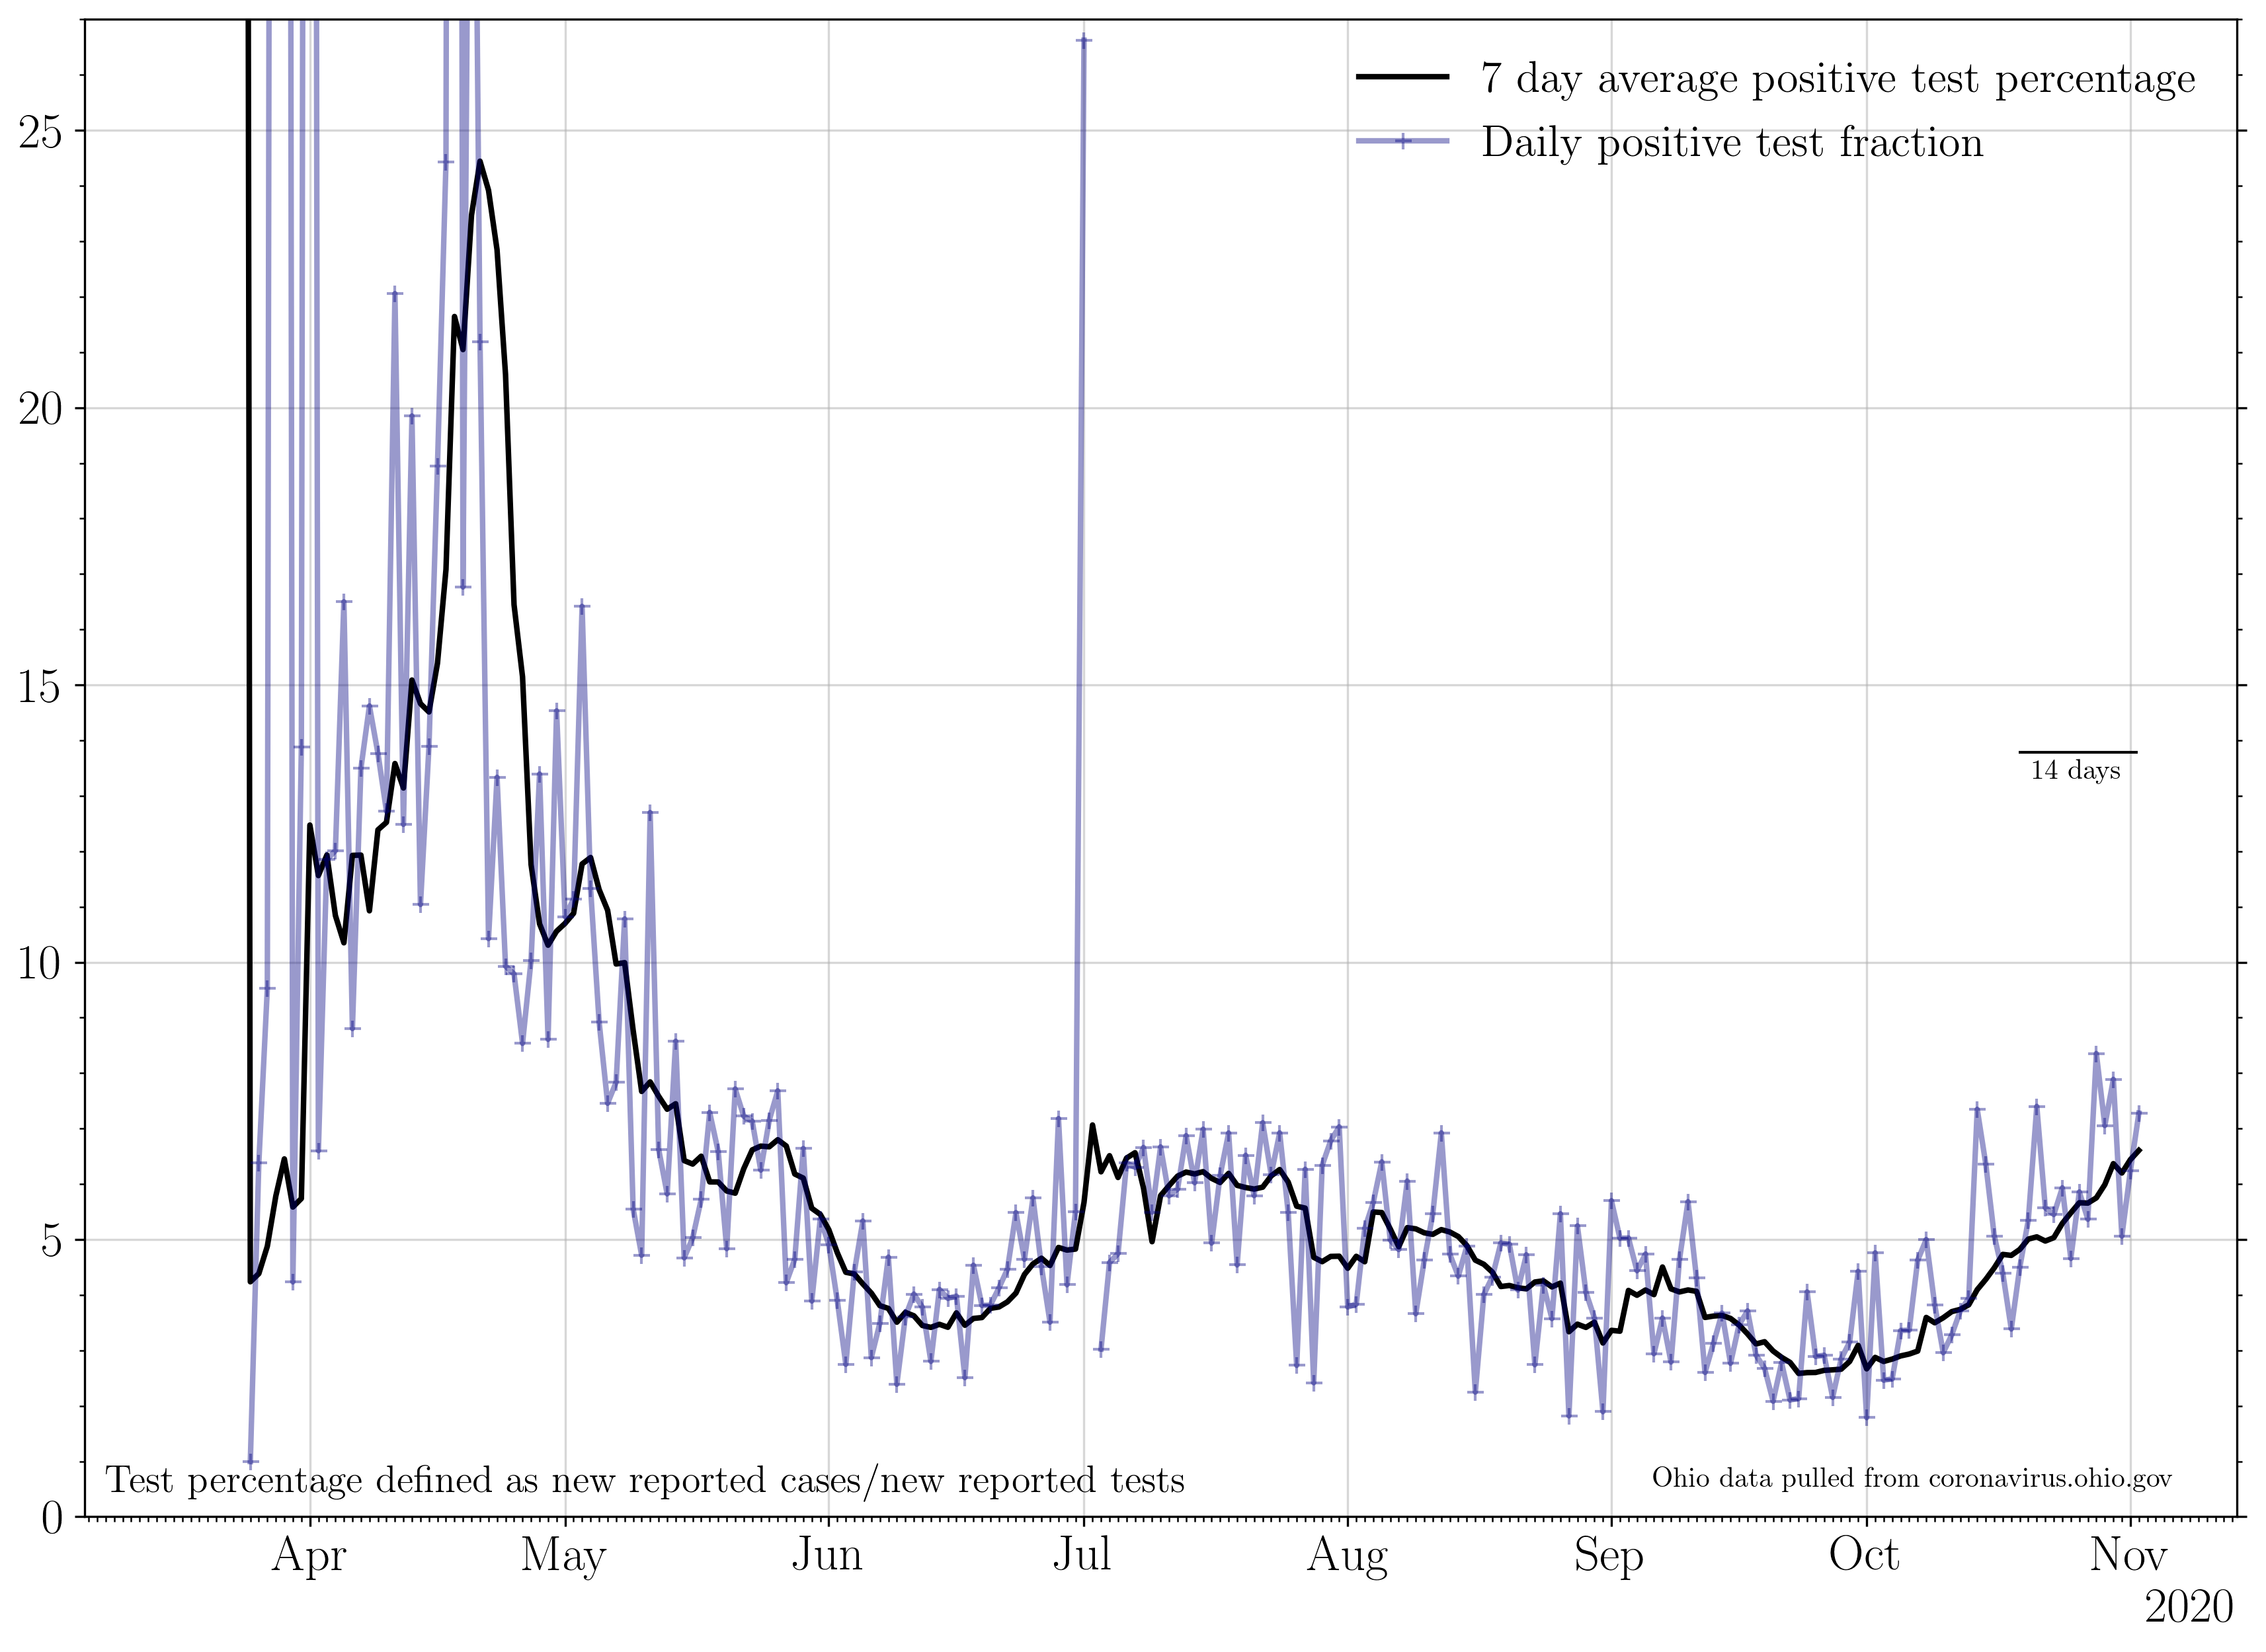 7 day average positive test percentage
Daily positive test fraction
25
20
15
10
5
0
14 days
Test percentage defined as new reported cases/new reported tests
Ohio data pulled from coronavirus.ohio.gov
Apr May Jun Jul Aug Sep Oct Nov
2020